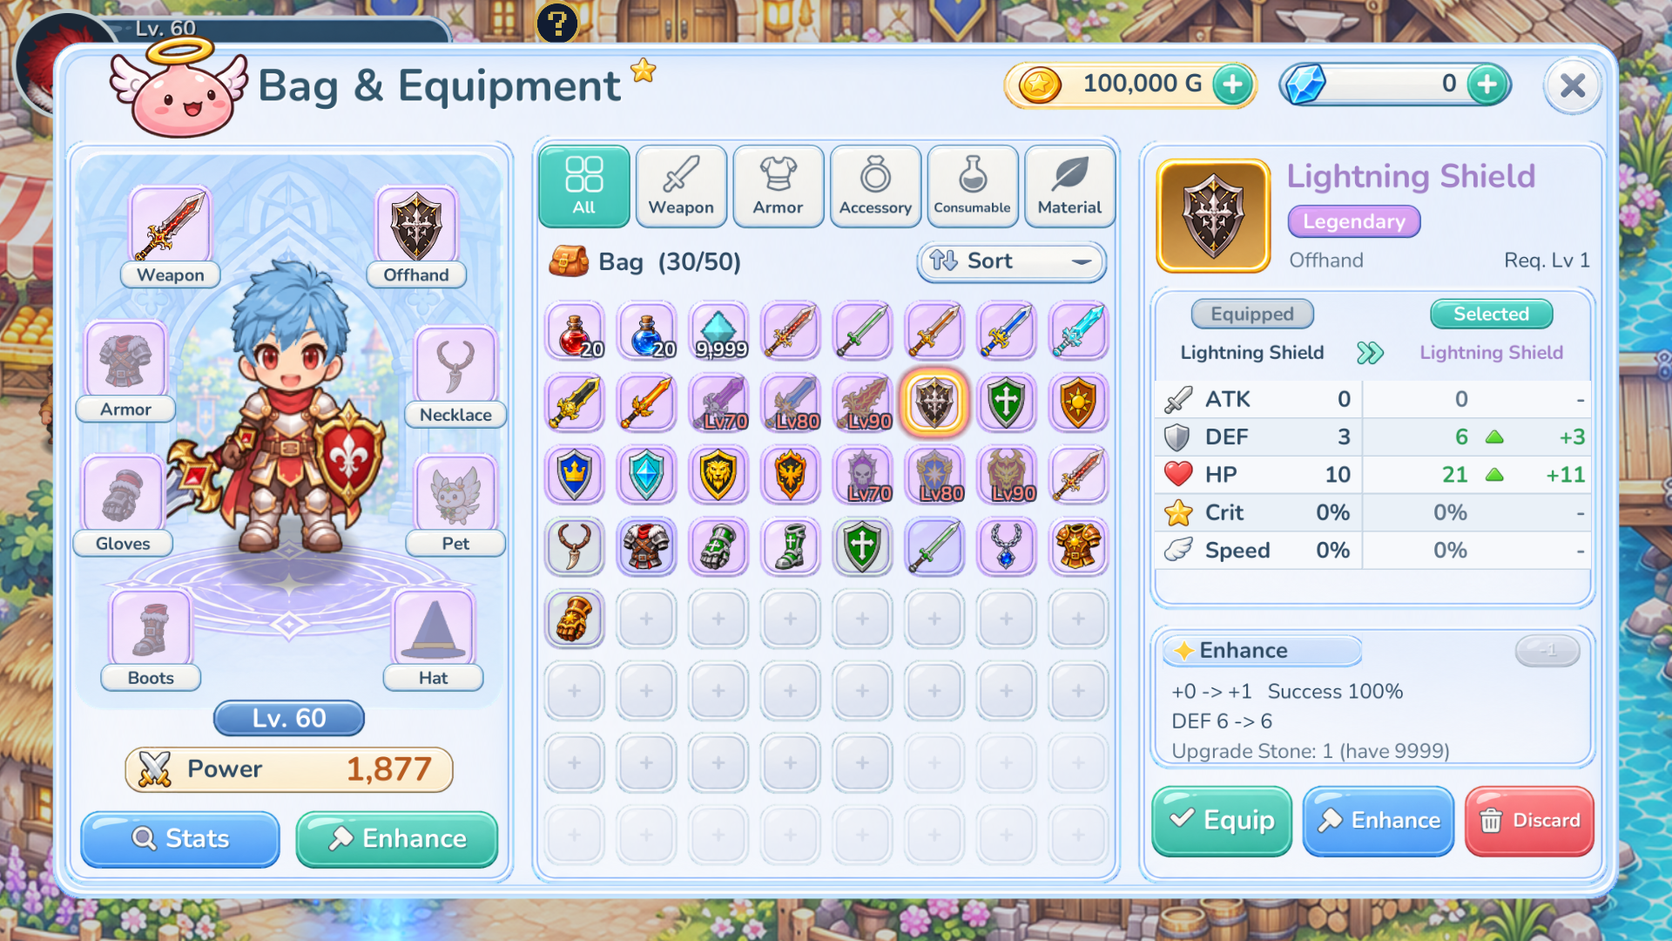 Lv. 60
?
Bag & Equipment
100,000 G
0
Weapon
Offhand
Armor
Necklace
Gloves
Pet
Boots
Hat
Lv. 60
Power 1,877
Stats
Enhance
All
Weapon
Armor
Accessory
Consumable
Material
Bag (30/50)
Sort
20
20
9,999
Lv70
Lv80
Lv90
Lv70
Lv80
Lv90
Lightning Shield
Legendary
Offhand
Req. Lv 1
Equipped
Selected
Lightning Shield
Lightning Shield
ATK 0 0 -
DEF 3 6 +3
HP 10 21 +11
Crit 0% 0% -
Speed 0% 0% -
Enhance
-1
+0 -> +1 Success 100%
DEF 6 -> 6
Upgrade Stone: 1 (have 9999)
Equip
Enhance
Discard